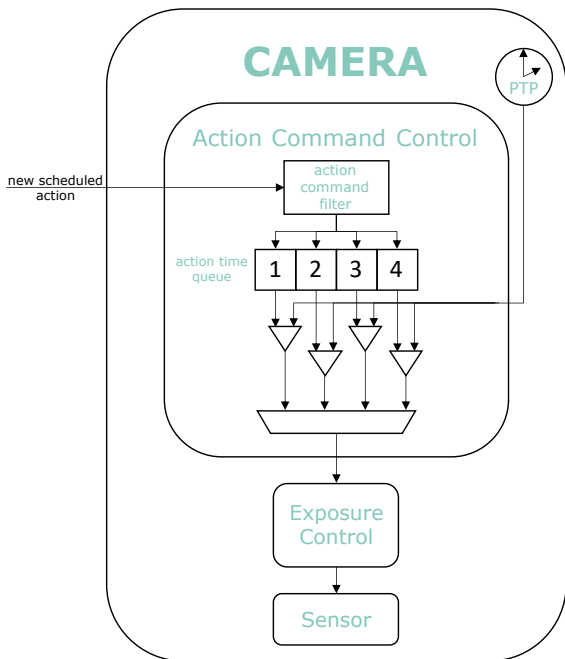 CAMERA
PTP
Action Command Control
action
command
filter
new scheduled
action
action time
queue
1 2 3 4
Exposure
Control
Sensor